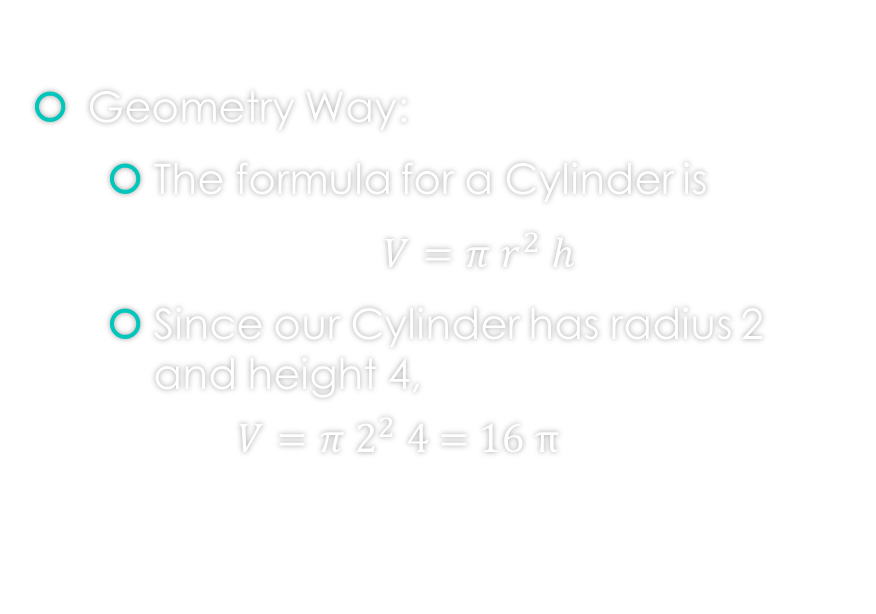 Geometry Way:
The formula for a Cylinder is
V = π r² h
Since our Cylinder has radius 2
and height 4,
V = π 2² 4 = 16 π